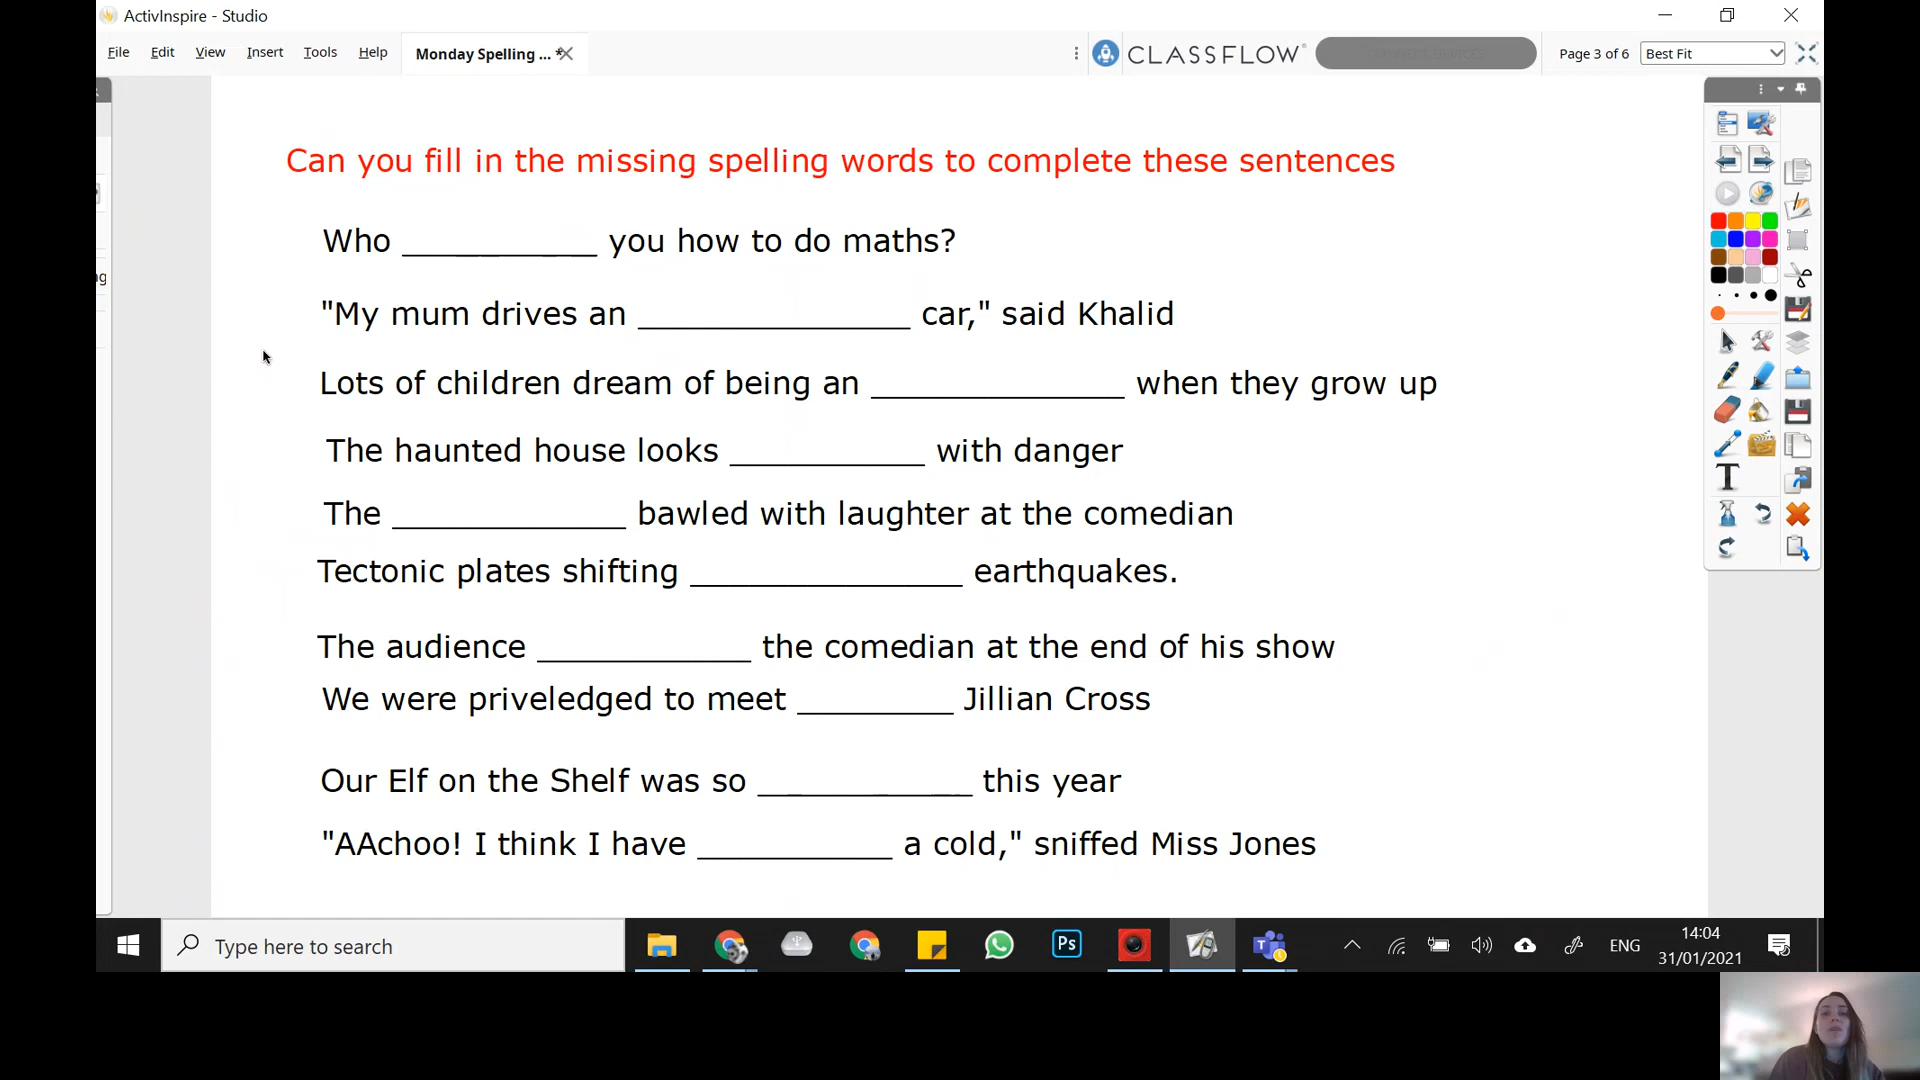 ActivInspire - Studio
File Edit View Insert Tools Help Monday Spelling ... * CLASSFLOW Page 3 of 6 Best Fit
Can you fill in the missing spelling words to complete these sentences
Who __________ you how to do maths?
"My mum drives an ______________ car," said Khalid
Lots of children dream of being an _____________ when they grow up
The haunted house looks __________ with danger
The ____________ bawled with laughter at the comedian
Tectonic plates shifting ______________ earthquakes.
The audience ___________ the comedian at the end of his show
We were priveledged to meet ________ Jillian Cross
Our Elf on the Shelf was so ___________ this year
"AAchoo! I think I have __________ a cold," sniffed Miss Jones
T
Type here to search
Ps
ENG
14:04
31/01/2021